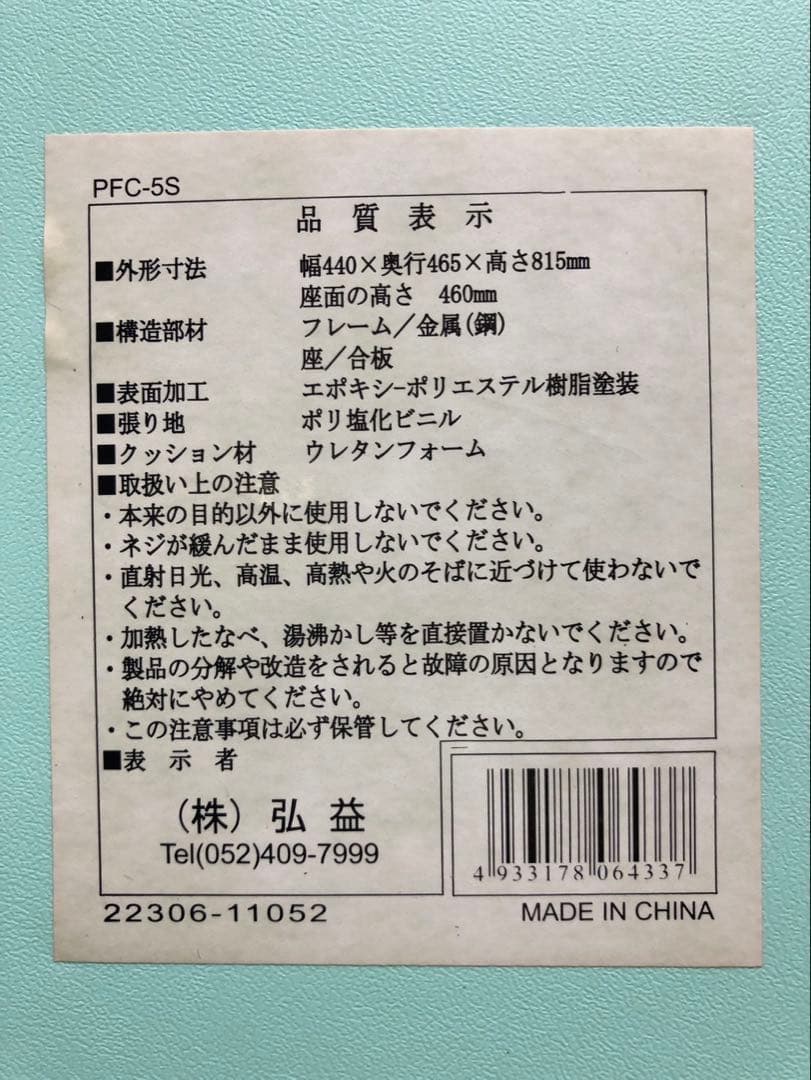 PFC-5S
品質表示
■外形寸法　幅440×奥行465×高さ815mm
座面の高さ　460mm
■構造部材　フレーム／金属(鋼)
座／合板
■表面加工　エポキシ-ポリエステル樹脂塗装
■張り地　ポリ塩化ビニル
■クッション材　ウレタンフォーム
■取扱い上の注意
・本来の目的以外に使用しないでください。
・ネジが緩んだまま使用しないでください。
・直射日光、高温、高熱や火のそばに近づけて使わないで
ください。
・加熱したなべ、湯沸かし等を直接置かないでください。
・製品の分解や改造をされると故障の原因となりますので
絶対にやめてください。
・この注意事項は必ず保管してください。
■表示者
（株）弘益
Tel(052)409-7999
4933178064337
22306-11052
MADE IN CHINA